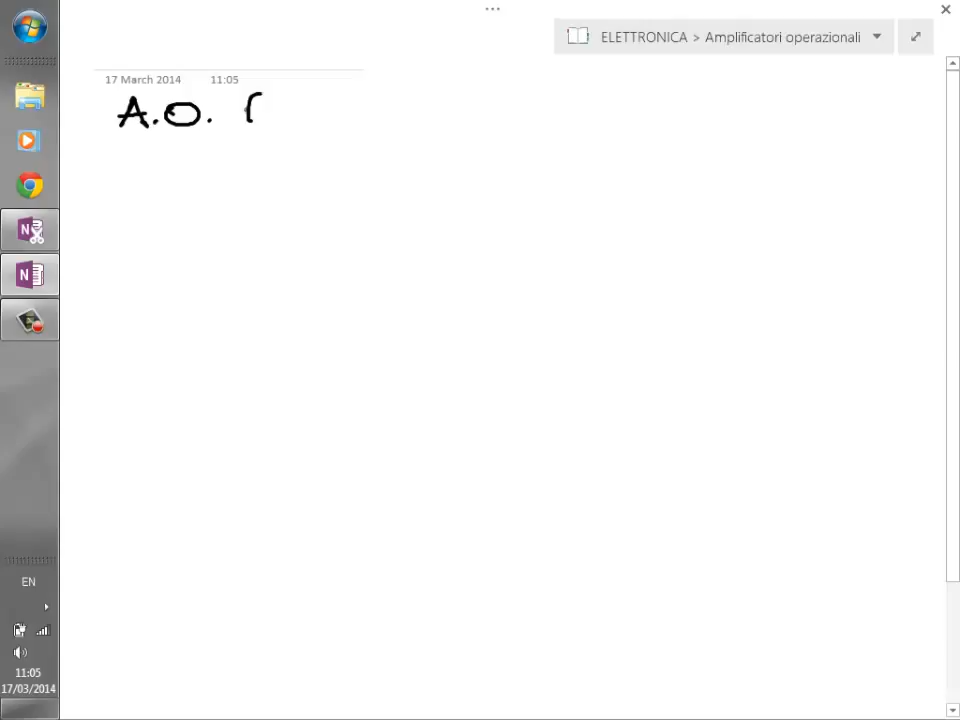 ELETTRONICA > Amplificatori operazionali
17 March 2014 11:05
A.O.
EN
11:05
17/03/2014